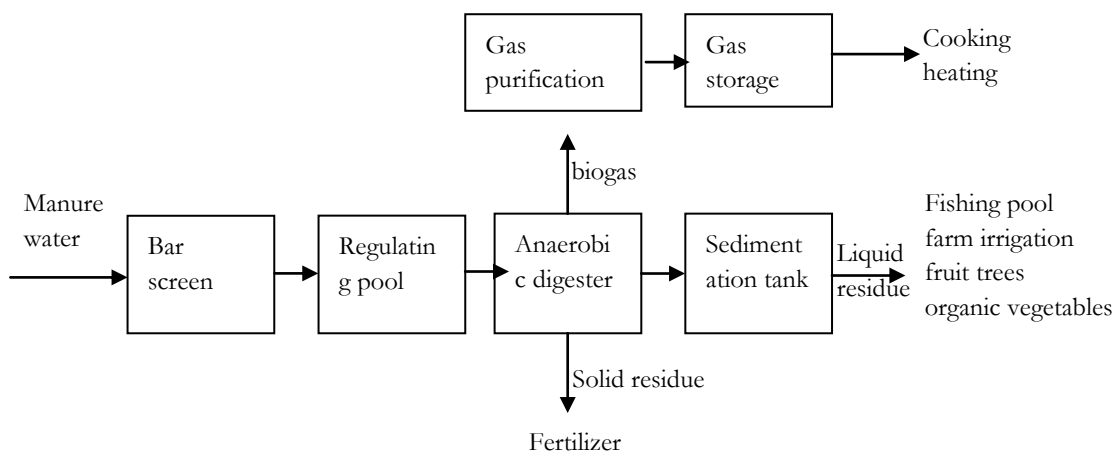 Gas
purification
Gas
storage
Cooking
heating
biogas
Manure
water
Bar
screen
Regulatin
g pool
Anaerobi
c digester
Sediment
ation tank
Liquid
residue
Fishing pool
farm irrigation
fruit trees
organic vegetables
Solid residue
Fertilizer